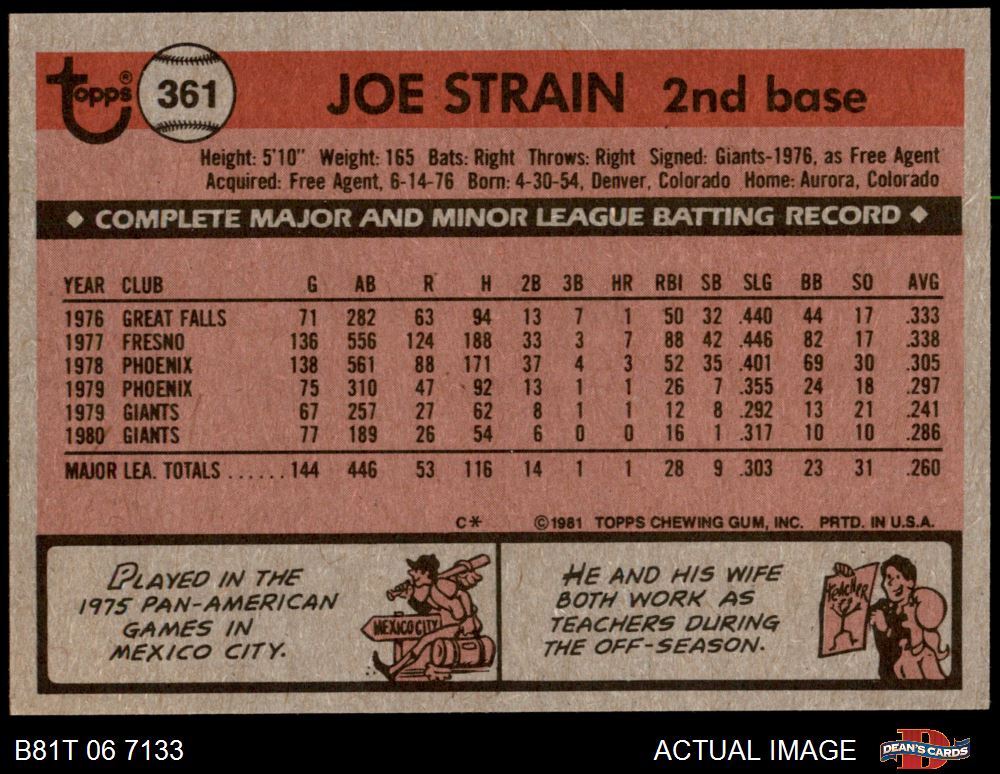 topps® 361 JOE STRAIN 2nd base
Height: 5'10" Weight: 165 Bats: Right Throws: Right Signed: Giants-1976, as Free Agent
Acquired: Free Agent, 6-14-76 Born: 4-30-54, Denver, Colorado Home: Aurora, Colorado
◆ COMPLETE MAJOR AND MINOR LEAGUE BATTING RECORD ◆
YEAR CLUB G AB R H 2B 3B HR RBI SB SLG BB SO AVG
1976 GREAT FALLS 71 282 63 94 13 7 1 50 32 .440 44 17 .333
1977 FRESNO 136 556 124 188 33 3 7 88 42 .446 82 17 .338
1978 PHOENIX 138 561 88 171 37 4 3 52 35 .401 69 30 .305
1979 PHOENIX 75 310 47 92 13 1 1 26 7 .355 24 18 .297
1979 GIANTS 67 257 27 62 8 1 1 12 8 .292 13 21 .241
1980 GIANTS 77 189 26 54 6 0 0 16 1 .317 10 10 .286
MAJOR LEA. TOTALS ...... 144 446 53 116 14 1 1 28 9 .303 23 31 .260
C* ©1981 TOPPS CHEWING GUM, INC. PRTD. IN U.S.A.
PLAYED IN THE
1975 PAN-AMERICAN
GAMES IN
MEXICO CITY.
MEXICO CITY
HE AND HIS WIFE
BOTH WORK AS
TEACHERS DURING
THE OFF-SEASON.
TEACHER
B81T 06 7133 ACTUAL IMAGE DEAN'S CARDS